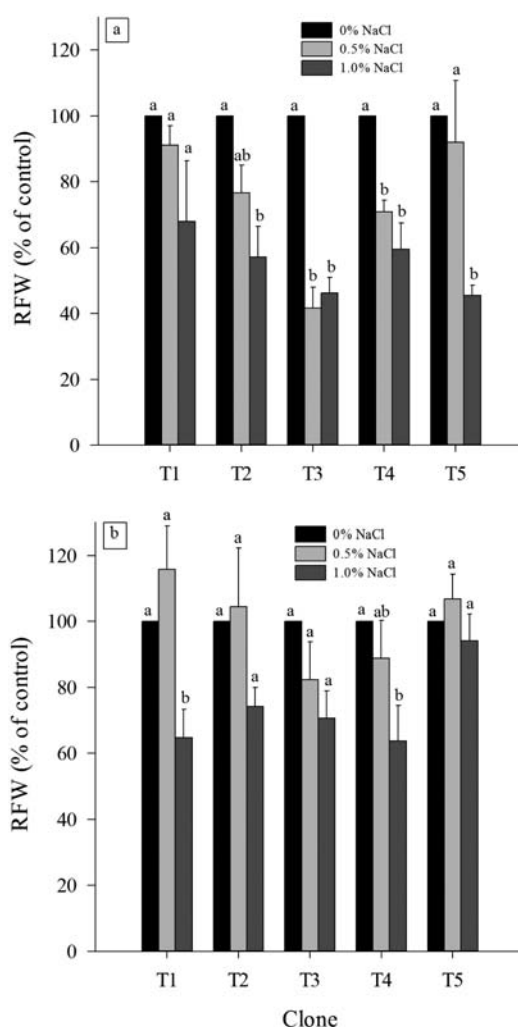 a
0% NaCl
0.5% NaCl
1.0% NaCl
RFW (% of control)
120
100
80
60
40
20
0
a a a
a ab b
a b b
a b b
a a b
T1 T2 T3 T4 T5
b
0% NaCl
0.5% NaCl
1.0% NaCl
RFW (% of control)
120
100
80
60
40
20
0
a a b
a a a
a a a
a ab b
a a a
T1 T2 T3 T4 T5
Clone